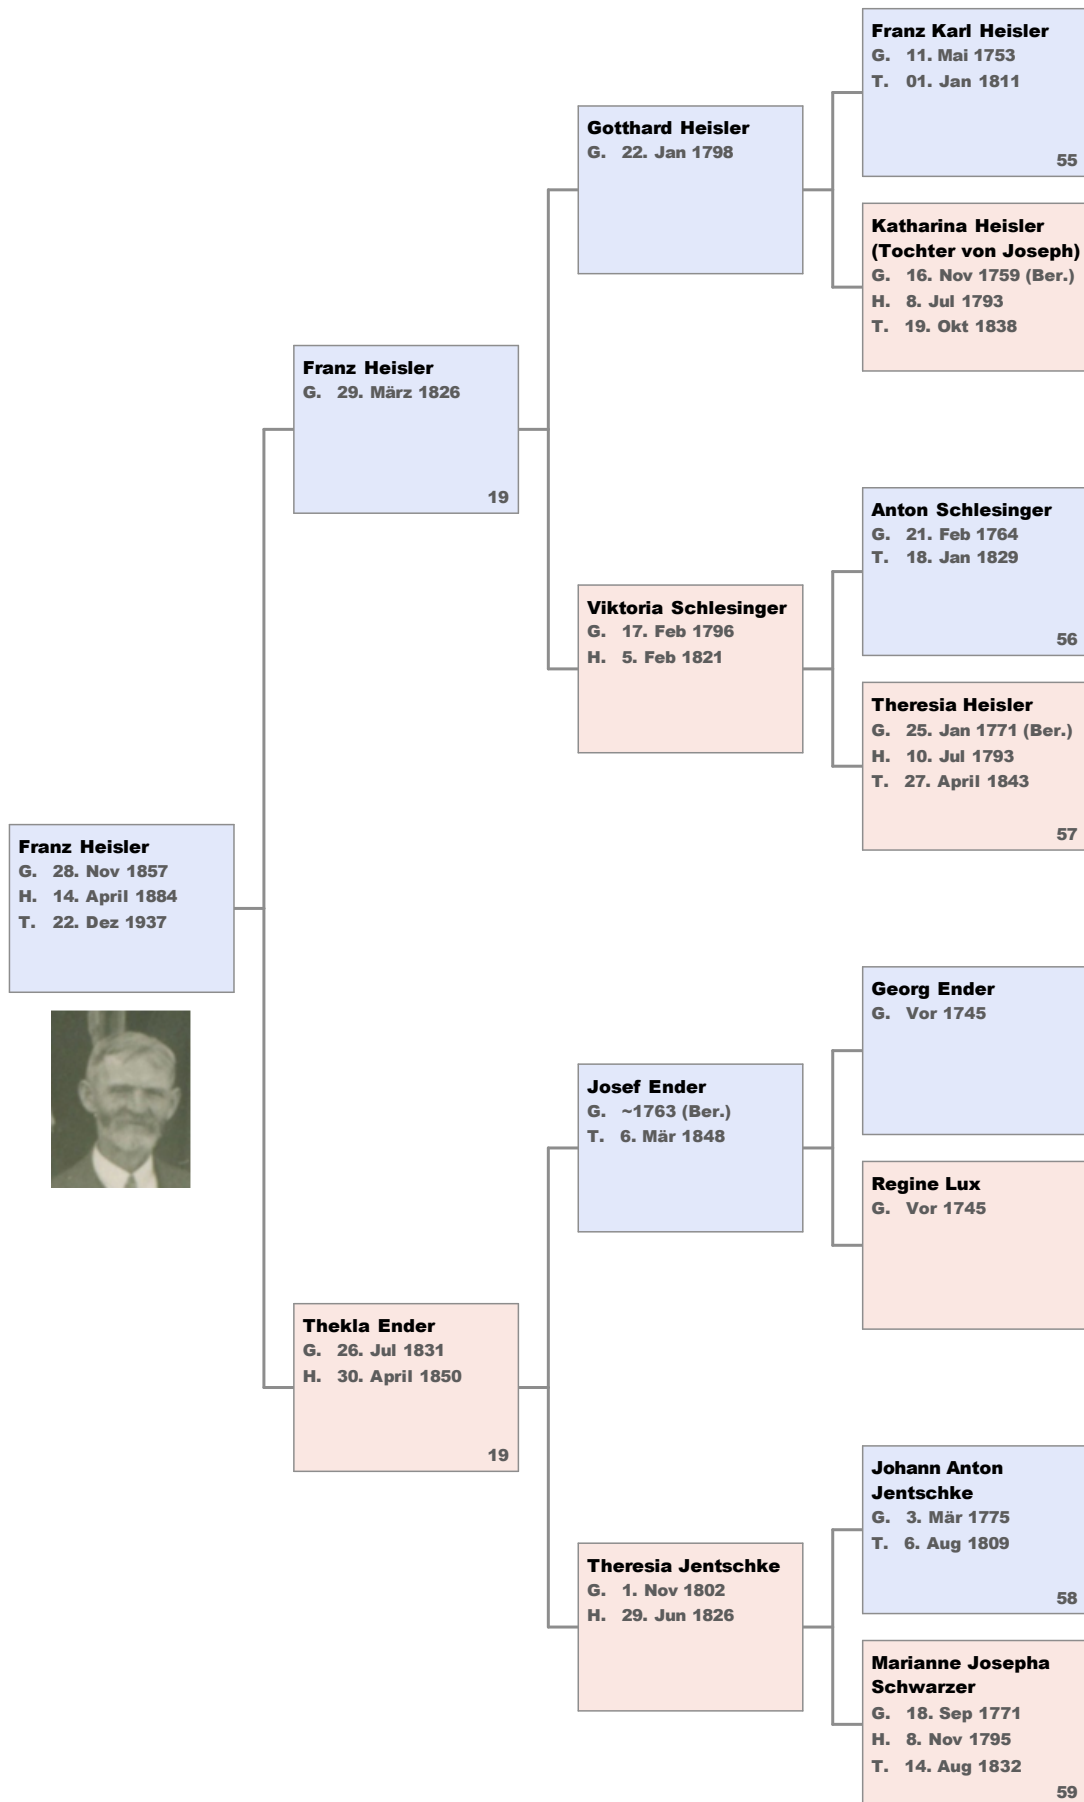 Franz Karl Heisler
G. 11. Mai 1753
T. 01. Jan 1811
55
Gotthard Heisler
G. 22. Jan 1798
Katharina Heisler
(Tochter von Joseph)
G. 16. Nov 1759 (Ber.)
H. 8. Jul 1793
T. 19. Okt 1838
Franz Heisler
G. 29. März 1826
19
Anton Schlesinger
G. 21. Feb 1764
T. 18. Jan 1829
56
Viktoria Schlesinger
G. 17. Feb 1796
H. 5. Feb 1821
Theresia Heisler
G. 25. Jan 1771 (Ber.)
H. 10. Jul 1793
T. 27. April 1843
57
Franz Heisler
G. 28. Nov 1857
H. 14. April 1884
T. 22. Dez 1937
Georg Ender
G. Vor 1745
Josef Ender
G. ~1763 (Ber.)
T. 6. Mär 1848
Regine Lux
G. Vor 1745
Thekla Ender
G. 26. Jul 1831
H. 30. April 1850
19
Johann Anton
Jentschke
G. 3. Mär 1775
T. 6. Aug 1809
58
Theresia Jentschke
G. 1. Nov 1802
H. 29. Jun 1826
Marianne Josepha
Schwarzer
G. 18. Sep 1771
H. 8. Nov 1795
T. 14. Aug 1832
59